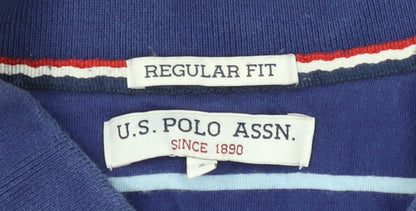 REGULAR FIT
U.S. POLO ASSN.
SINCE 1890